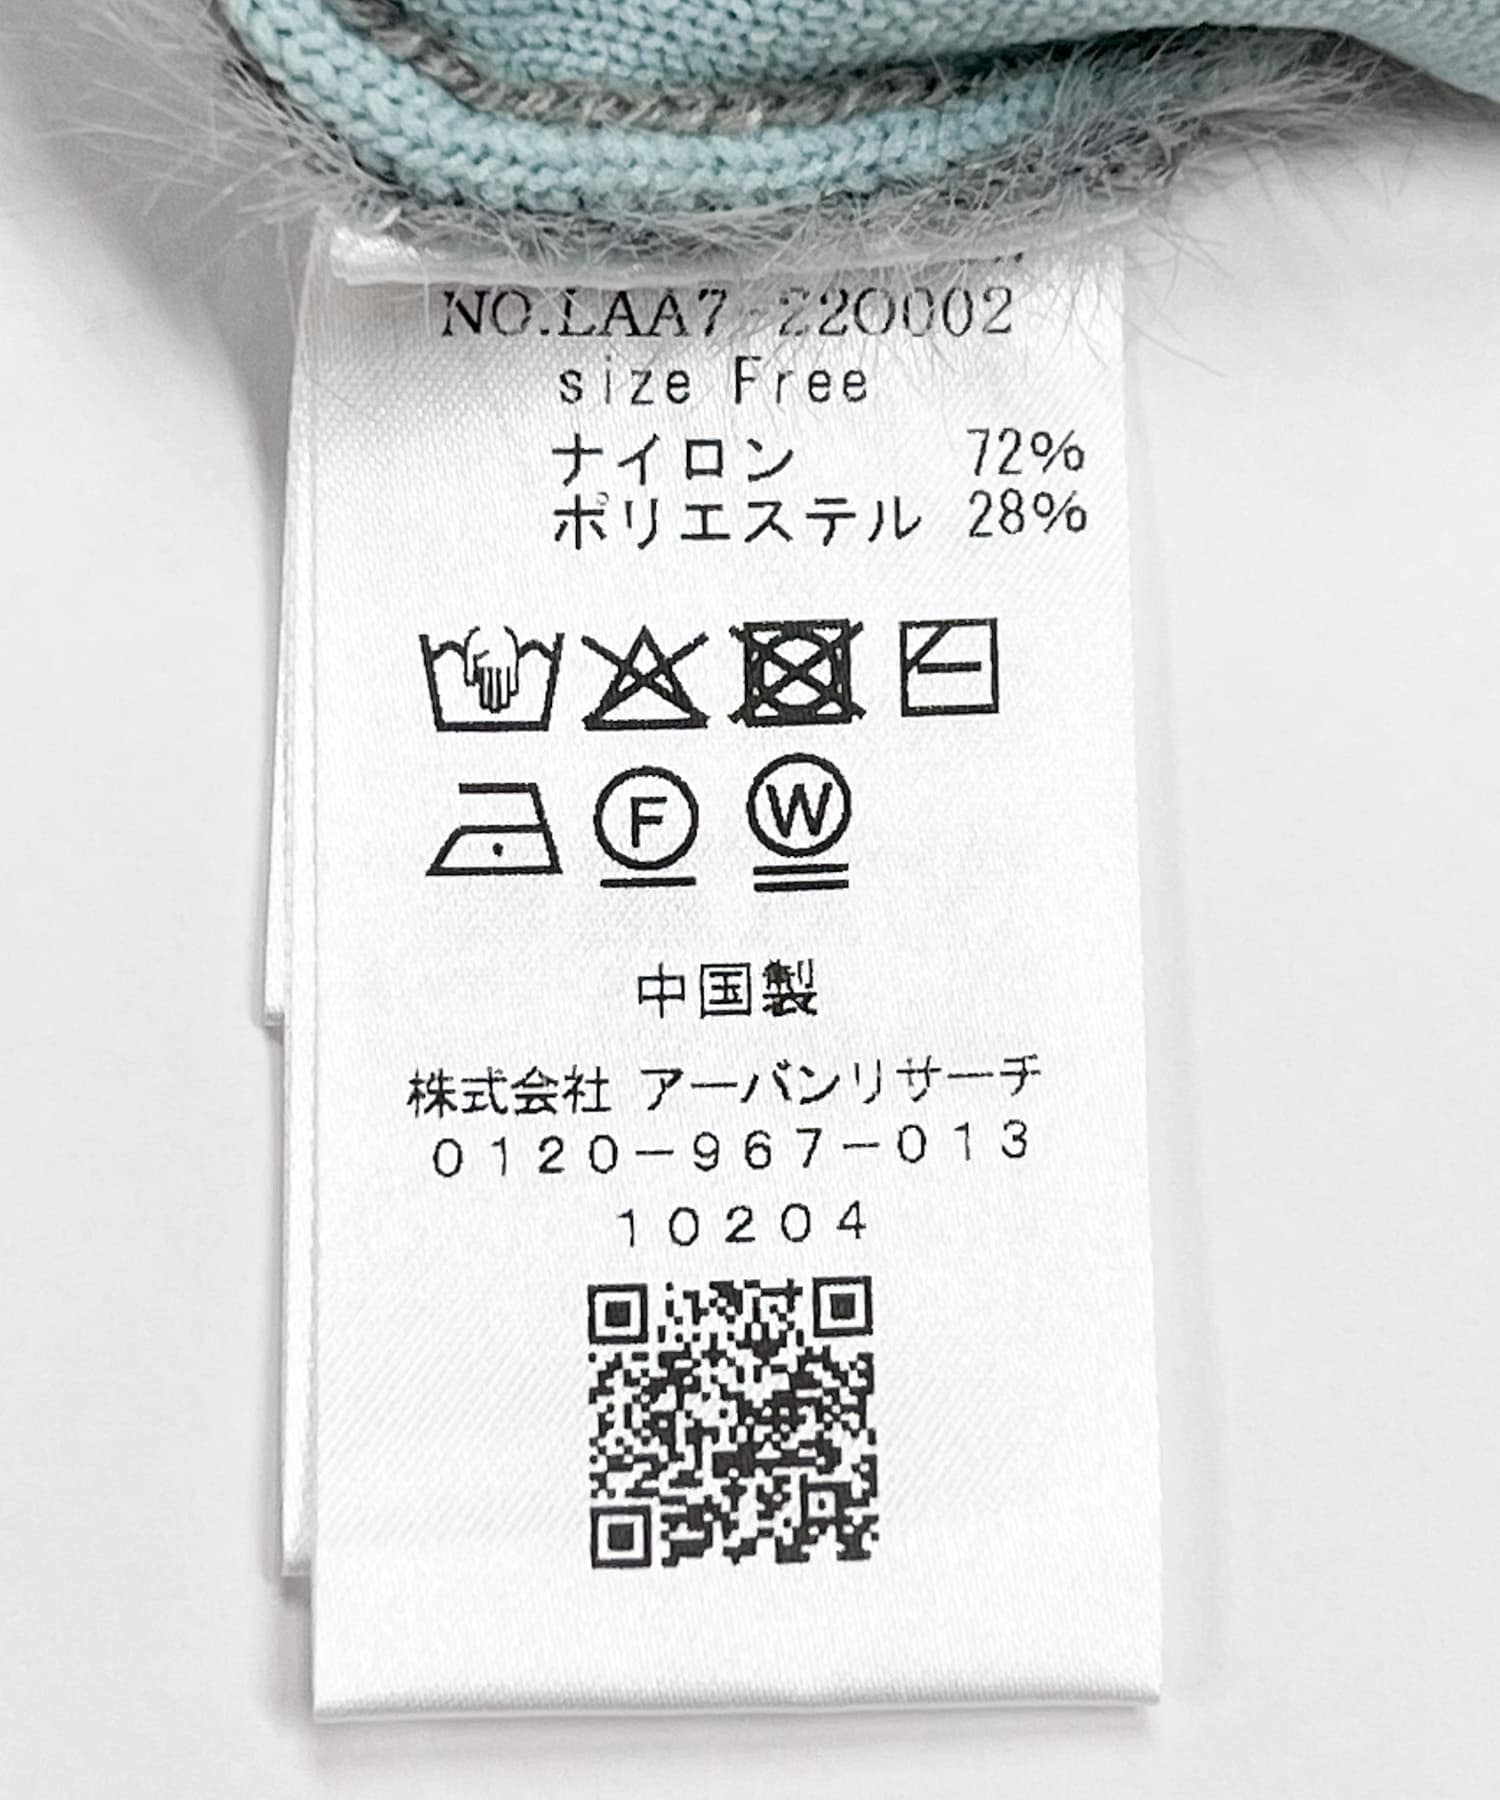 NO.LAA7-22O002
size Free
ナイロン 72%
ポリエステル 28%
F W
中国製
株式会社 アーバンリサーチ
0120-967-013
10204